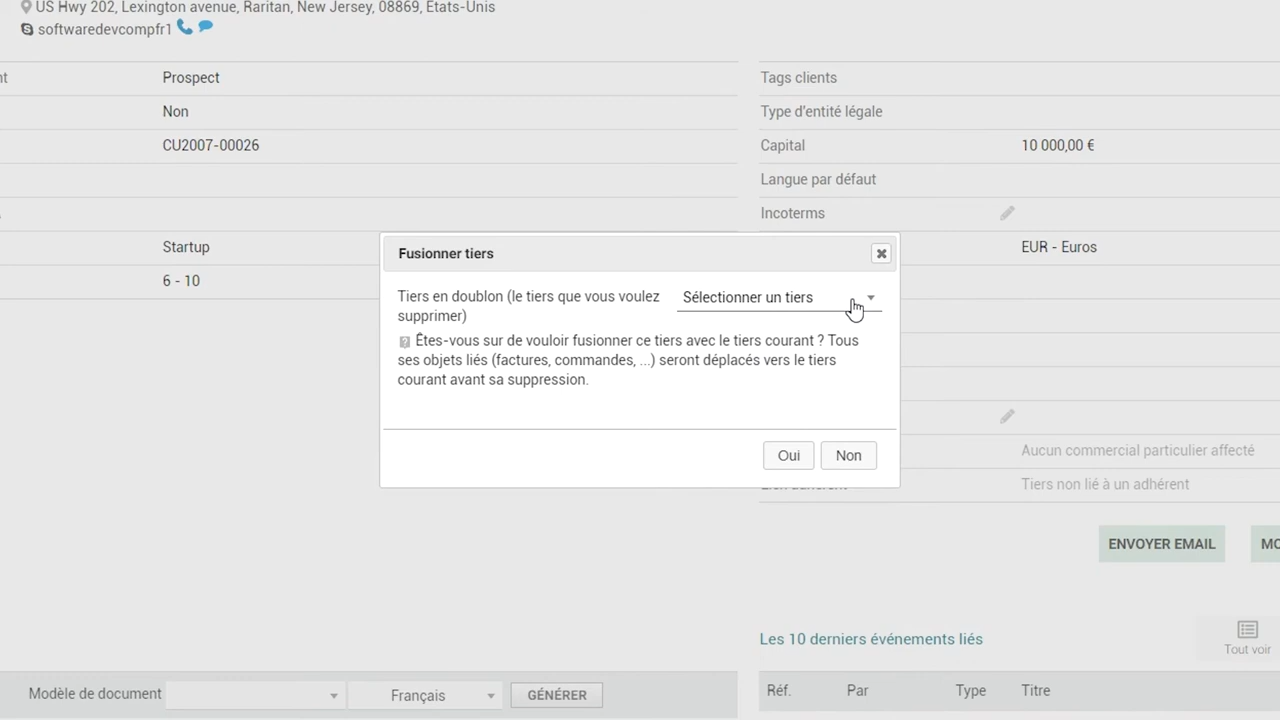 US Hwy 202, Lexington avenue, Raritan, New Jersey, 08869, Etats-Unis
softwaredevcompfr1
Prospect
Non
CU2007-00026
Startup
6 - 10
Tags clients
Type d'entité légale
Capital 10 000,00 €
Langue par défaut
Incoterms
EUR - Euros
Fusionner tiers
Tiers en doublon (le tiers que vous voulez
supprimer)
Sélectionner un tiers
Êtes-vous sur de vouloir fusionner ce tiers avec le tiers courant ? Tous
ses objets liés (factures, commandes, ...) seront déplacés vers le tiers
courant avant sa suppression.
Oui Non
Aucun commercial particulier affecté
Tiers non lié à un adhérent
ENVOYER EMAIL
Les 10 derniers événements liés
Tout voir
Modèle de document Français GÉNÉRER
Réf. Par Type Titre